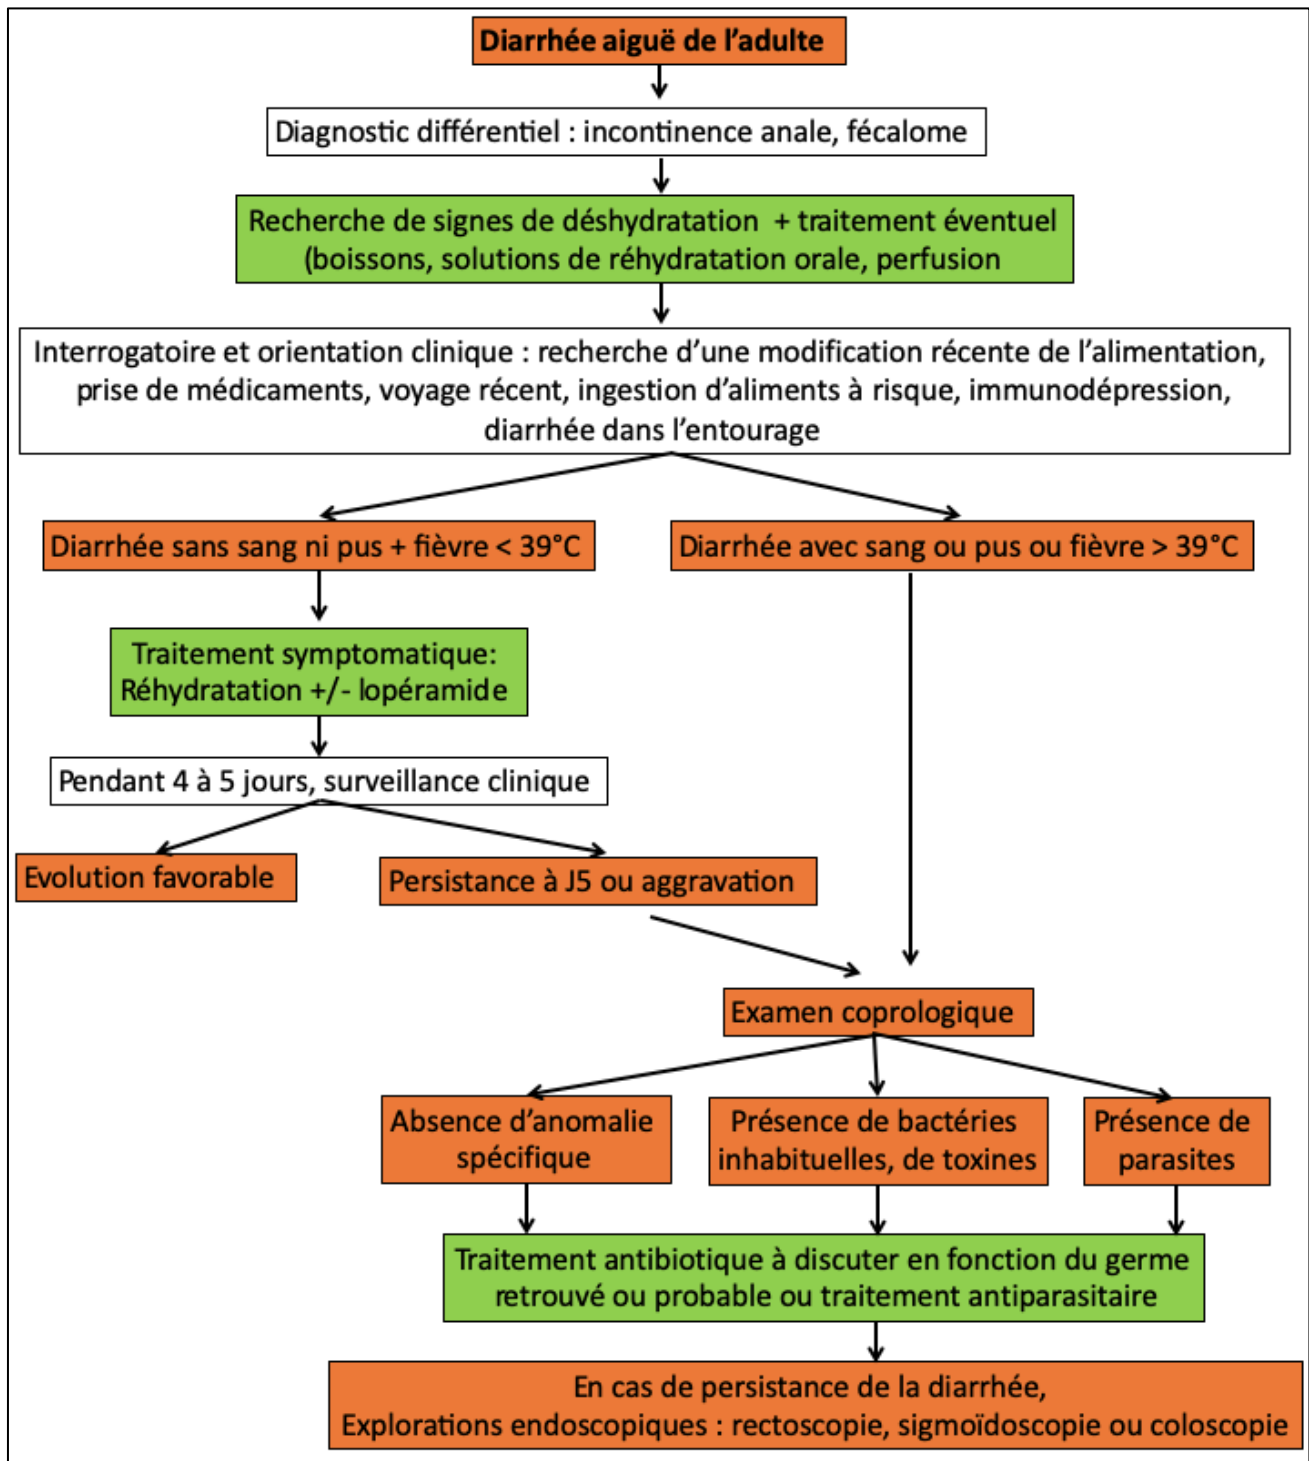 Diarrhée aiguë de l’adulte
Diagnostic différentiel : incontinence anale, fécalome
Recherche de signes de déshydratation + traitement éventuel
(boissons, solutions de réhydratation orale, perfusion
Interrogatoire et orientation clinique : recherche d’une modification récente de l’alimentation,
prise de médicaments, voyage récent, ingestion d’aliments à risque, immunodépression,
diarrhée dans l’entourage
Diarrhée sans sang ni pus + fièvre < 39°C
Diarrhée avec sang ou pus ou fièvre > 39°C
Traitement symptomatique:
Réhydratation +/- lopéramide
Pendant 4 à 5 jours, surveillance clinique
Evolution favorable
Persistance à J5 ou aggravation
Examen coprologique
Absence d’anomalie
spécifique
Présence de bactéries
inhabituelles, de toxines
Présence de
parasites
Traitement antibiotique à discuter en fonction du germe
retrouvé ou probable ou traitement antiparasitaire
En cas de persistance de la diarrhée,
Explorations endoscopiques : rectoscopie, sigmoïdoscopie ou coloscopie